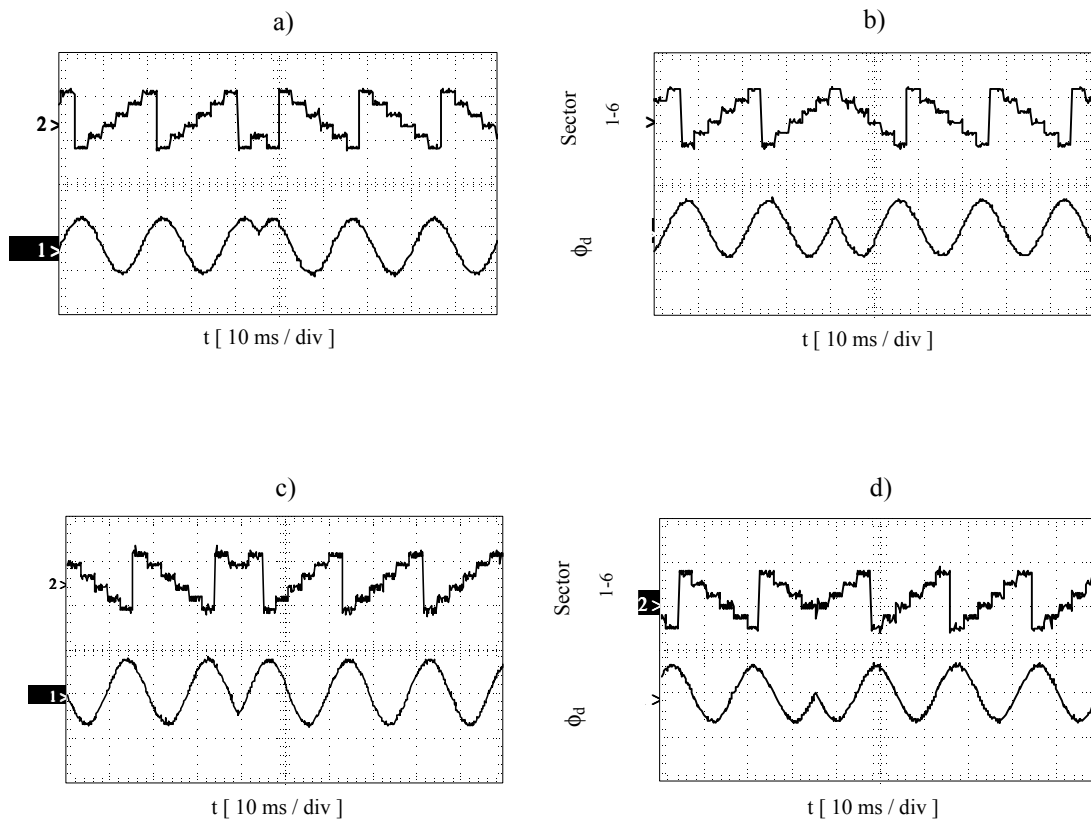 a)
2>
1>
t [ 10 ms / div ]
b)
Sector
1-6
>
ϕd
t [ 10 ms / div ]
c)
2>
1>
t [ 10 ms / div ]
d)
Sector
1-6
2>
ϕd
>
t [ 10 ms / div ]